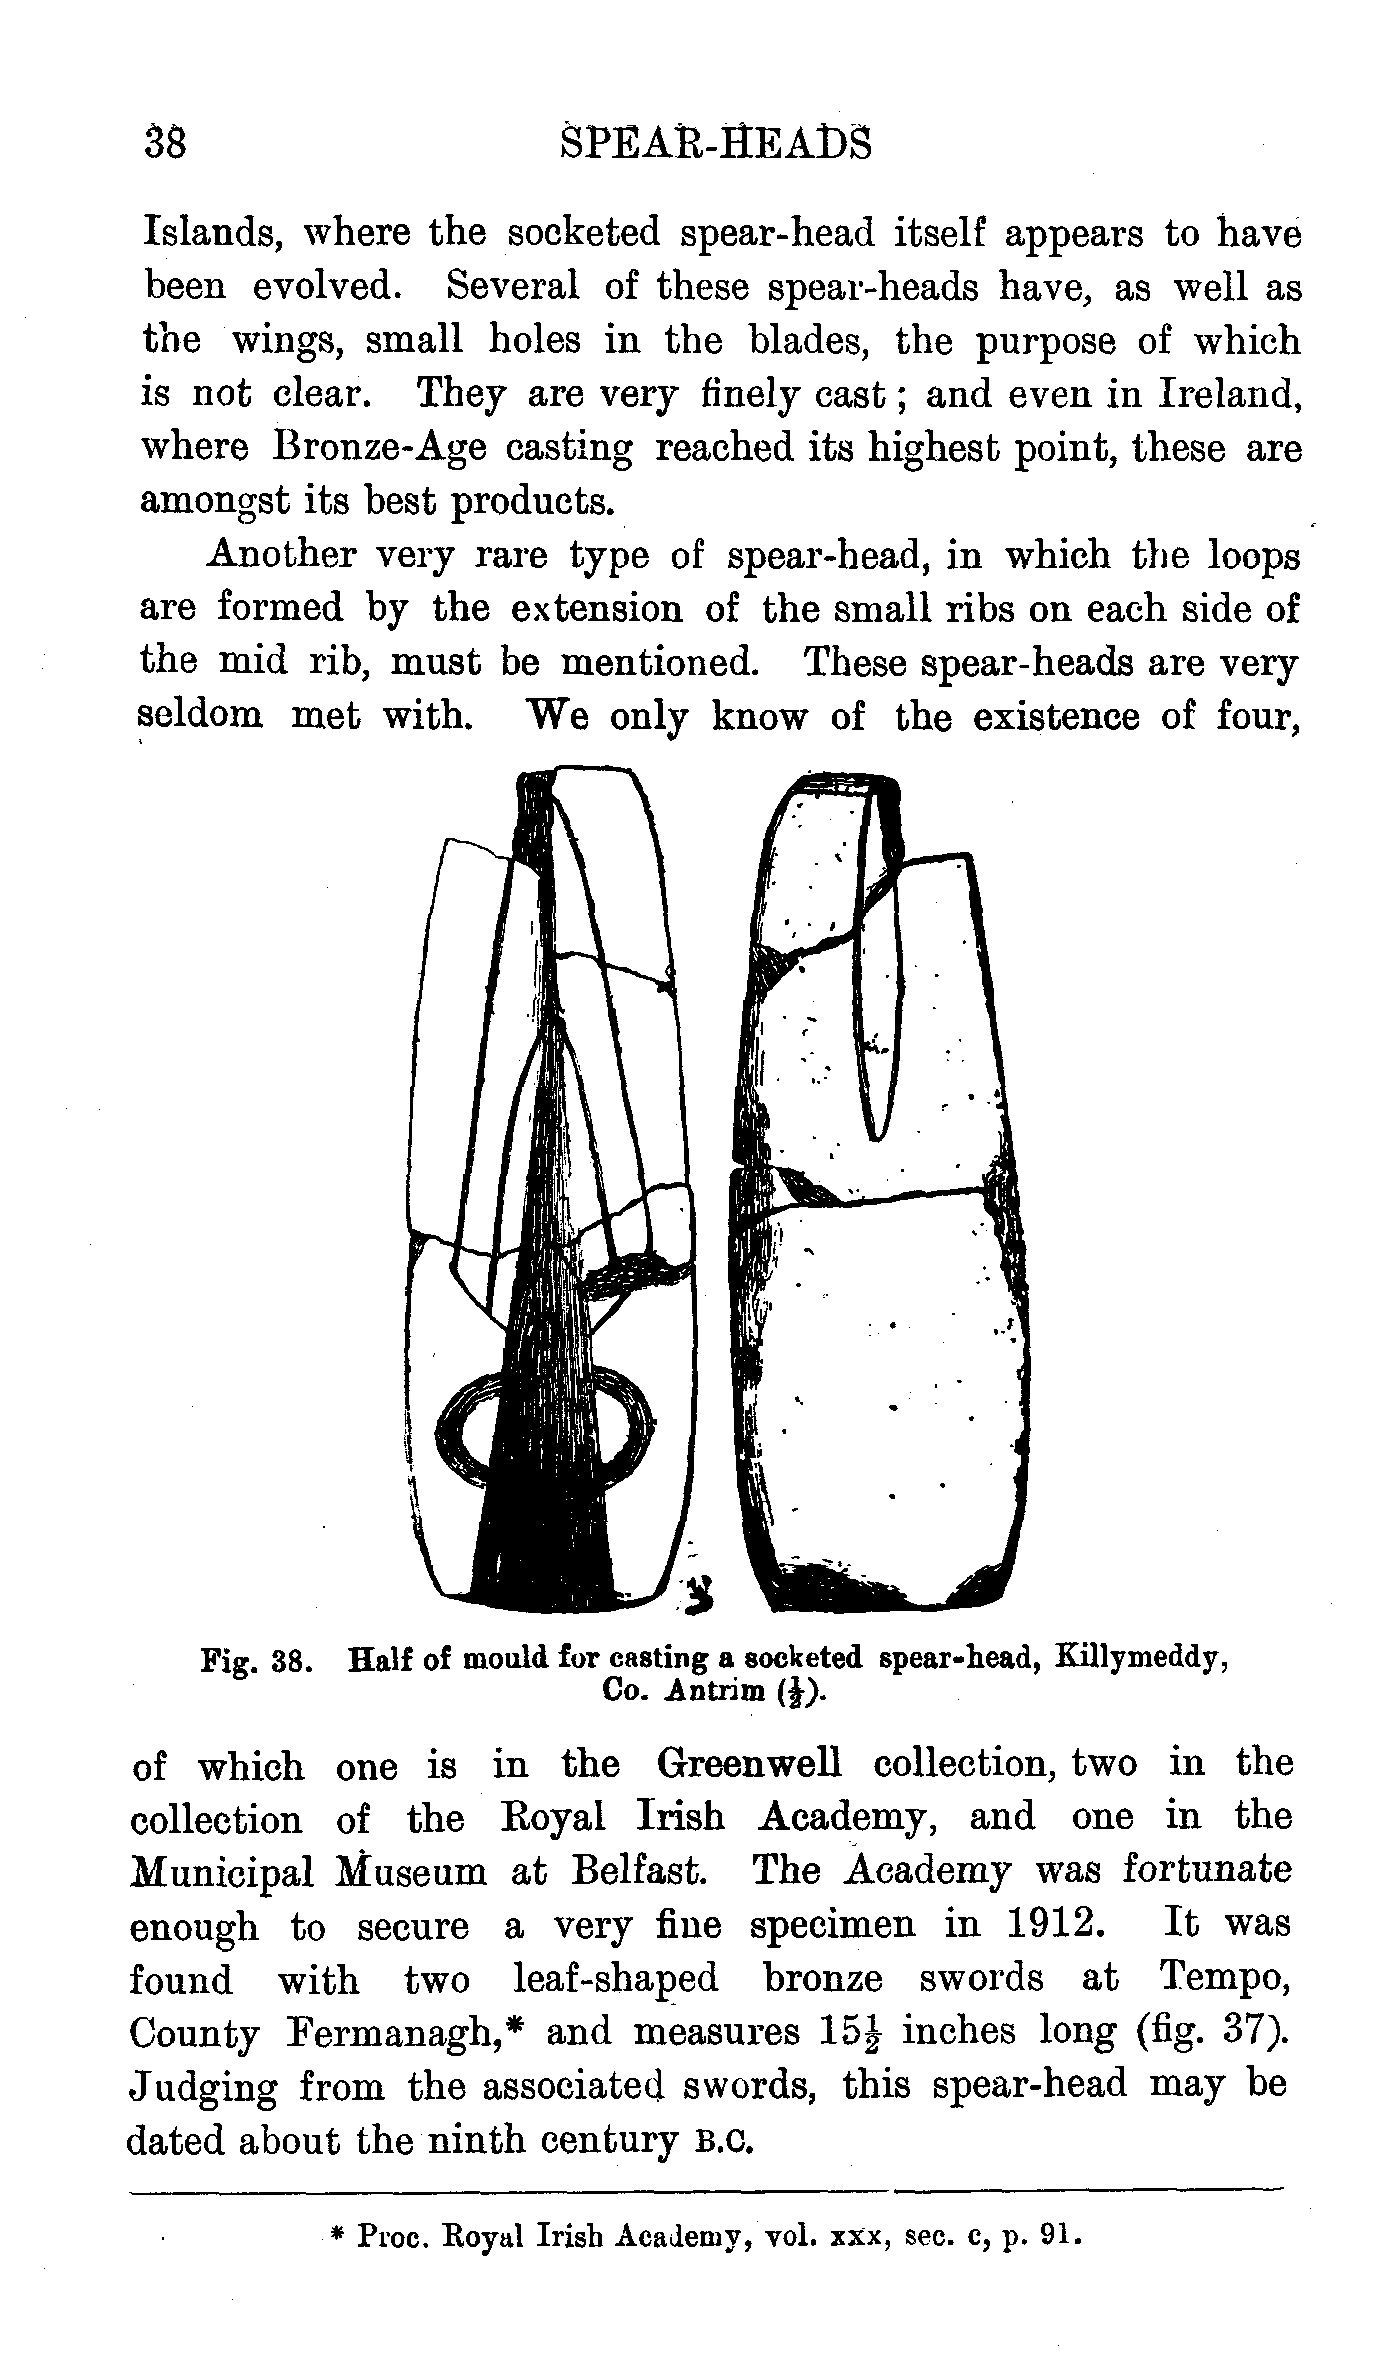 38 SPEAR-HEADS
Islands, where the socketed spear-head itself appears to have
been evolved. Several of these spear-heads have, as well as
the wings, small holes in the blades, the purpose of which
is not clear. They are very finely cast; and even in Ireland,
where Bronze-Age casting reached its highest point, these are
amongst its best products.
Another very rare type of spear-head, in which the loops
are formed by the extension of the small ribs on each side of
the mid rib, must be mentioned. These spear-heads are very
seldom met with. We only know of the existence of four,
Fig. 38. Half of mould for casting a socketed spear-head, Killymeddy,
Co. Antrim (½).
of which one is in the Greenwell collection, two in the
collection of the Royal Irish Academy, and one in the
Municipal Museum at Belfast. The Academy was fortunate
enough to secure a very fine specimen in 1912. It was
found with two leaf-shaped bronze swords at Tempo,
County Fermanagh,* and measures 15½ inches long (fig. 37).
Judging from the associated swords, this spear-head may be
dated about the ninth century B.C.
* Proc. Royal Irish Academy, vol. xxx, sec. c, p. 91.